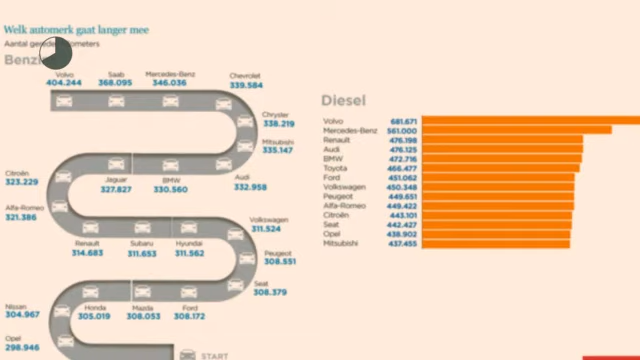 Welk automerk gaat langer mee
Aantal
Volvo
404.244
Saab
368.095
Mercedes-Benz
346.036
Chevrolet
339.584
Chrysler
338.219
Mitsubishi
335.147
Audi
332.958
BMW
330.560
Jaguar
327.827
Citroën
323.229
Alfa-Romeo
321.386
Renault
314.683
Subaru
311.653
Hyundai
311.562
Volkswagen
311.524
Peugeot
308.551
Seat
308.379
Ford
308.172
Mazda
308.053
Honda
305.019
Nissan
304.967
Opel
298.946
START
Diesel
Volvo 681.671
Mercedes-Benz 561.000
Renault 476.198
Audi 476.125
BMW 472.716
Toyota 466.477
Ford 451.062
Volkswagen 450.348
Peugeot 449.651
Alfa-Romeo 449.422
Citroën 443.101
Seat 442.427
Opel 438.902
Mitsubishi 437.455